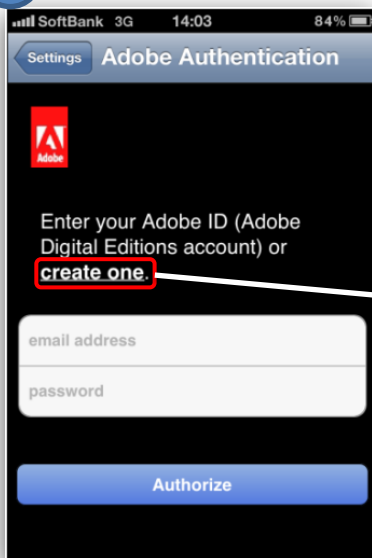 SoftBank 3G 14:03 84%
Settings Adobe Authentication
Adobe
Enter your Adobe ID (Adobe
Digital Editions account) or
create one.
email address
password
Authorize